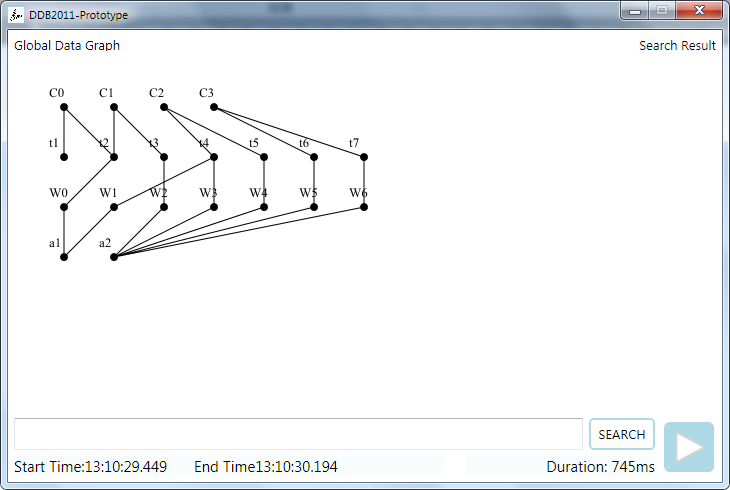 DDB2011-Prototype
Global Data Graph Search Result
C0 C1 C2 C3
t1 t2 t3 t4 t5 t6 t7
W0 W1 W2 W3 W4 W5 W6
a1 a2
SEARCH
Start Time:13:10:29.449 End Time13:10:30.194 Duration: 745ms